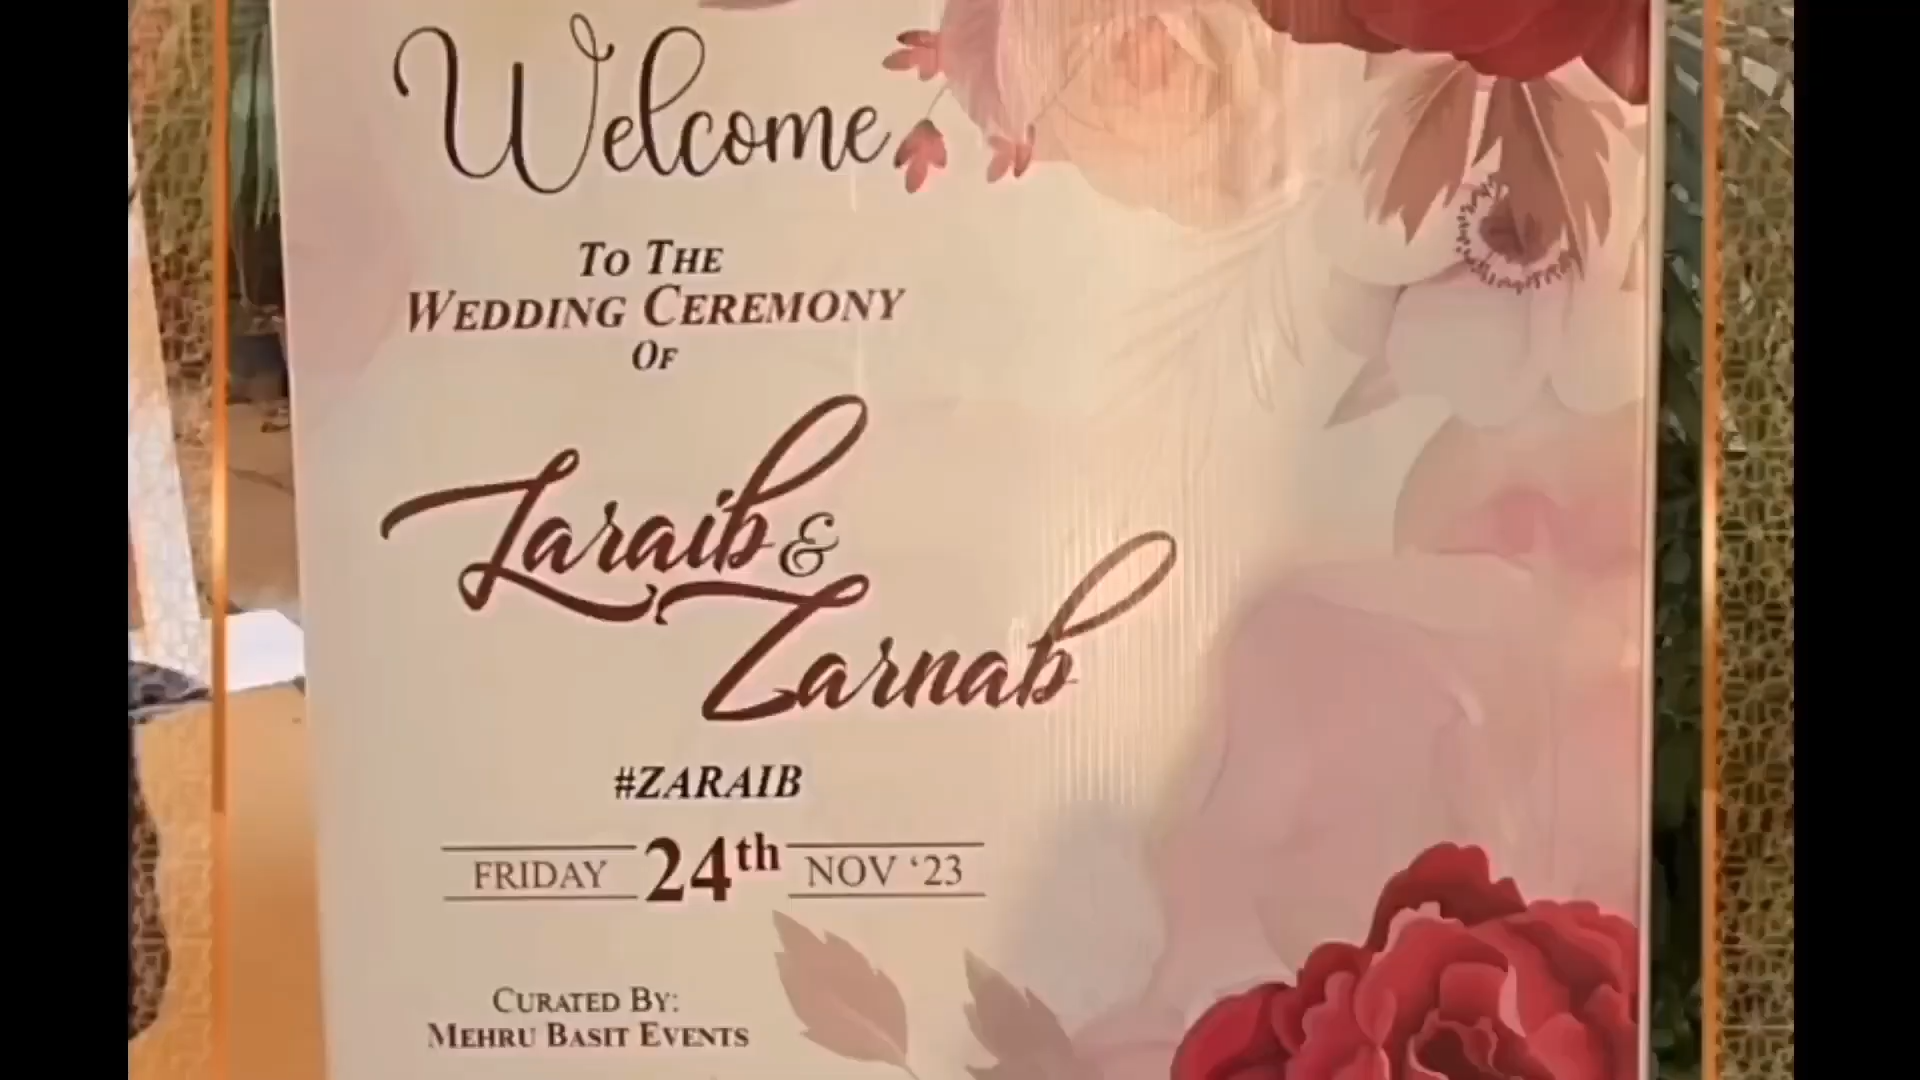 Welcome
To The
Wedding Ceremony
Of
Laraib &
Zarnab
#ZARAIB
FRIDAY 24th NOV ‘23
Curated By:
Mehru Basit Events